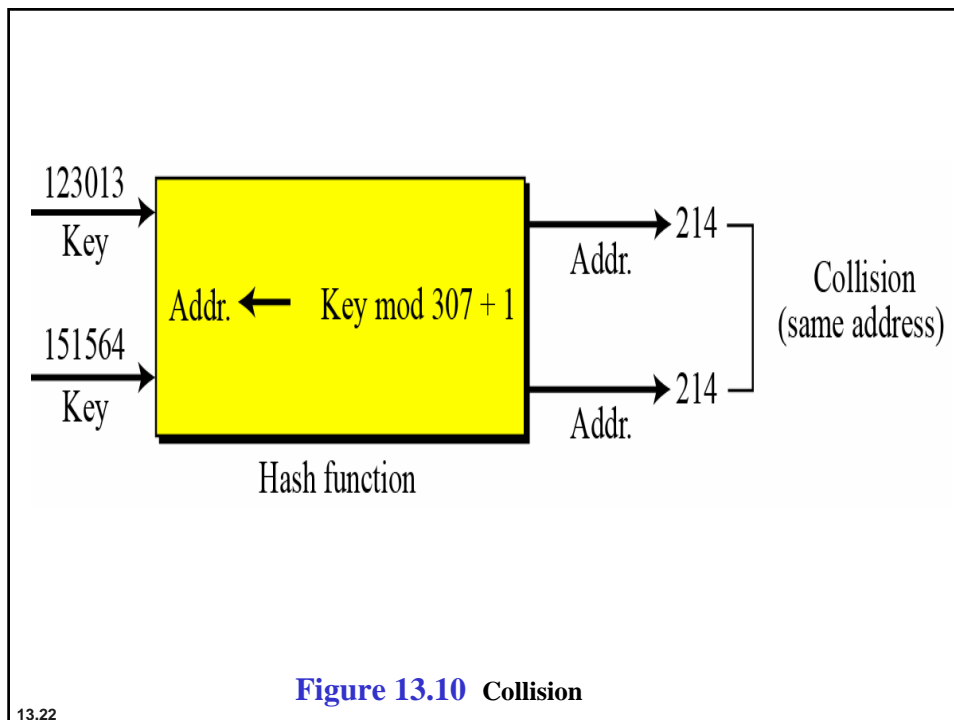 123013
Key
Addr. ← Key mod 307 + 1
151564
Key
Addr.
214
Addr.
214
Collision
(same address)
Hash function
Figure 13.10 Collision
13.22